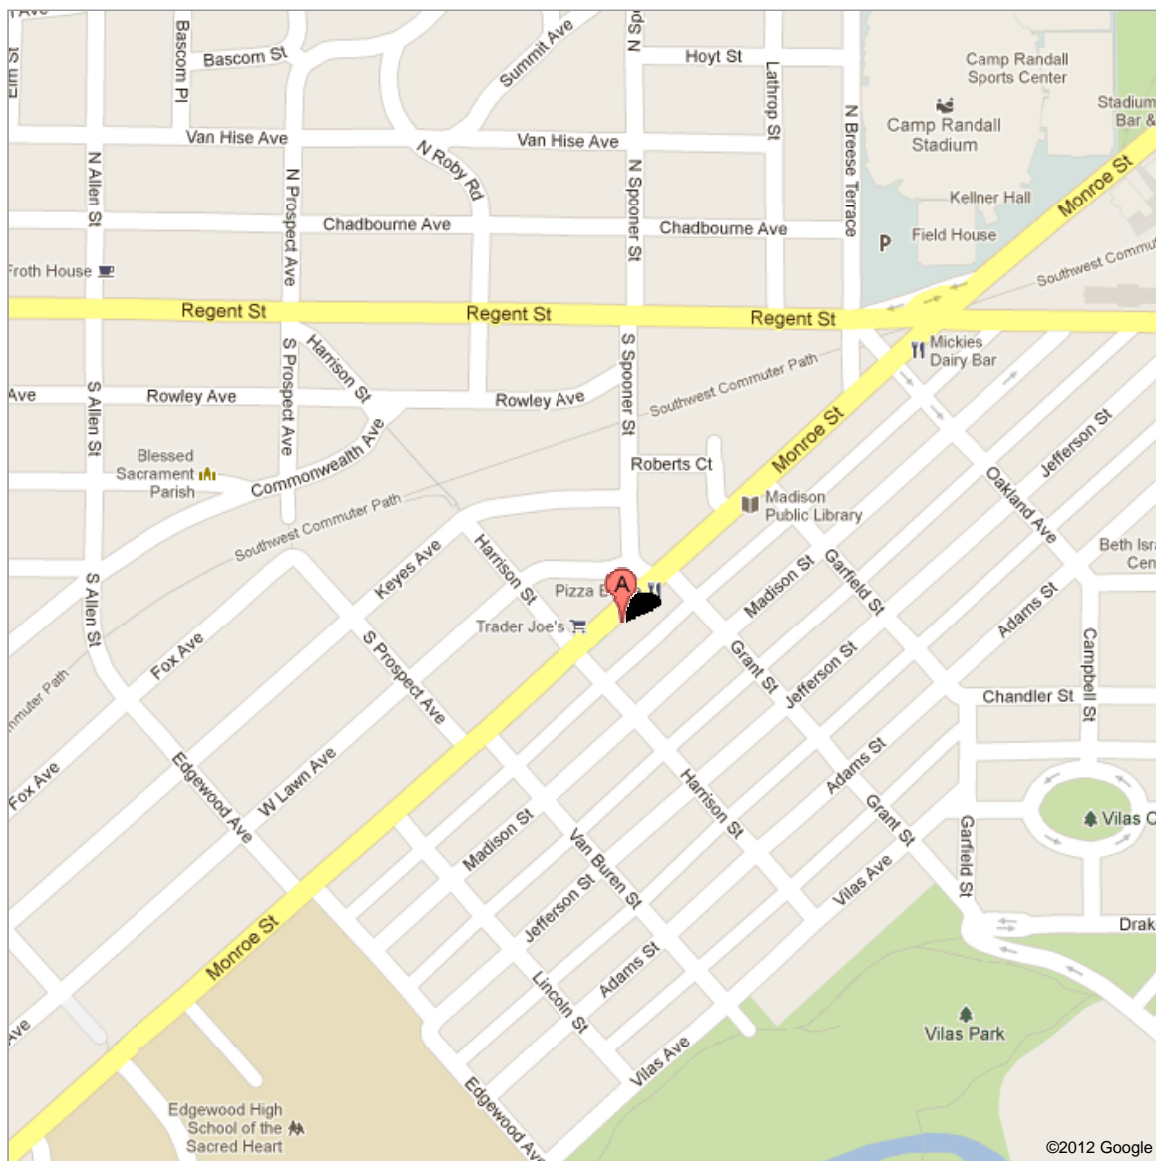 Bascom Pl
Bascom St
Summit Ave
N Spo
Hoyt St
Lathrop St
Camp Randall
Sports Center
Elm St
Stadium
Bar &
Camp Randall
Stadium
Van Hise Ave
Van Hise Ave
N Roby Rd
N Breese Terrace
N Allen St
N Prospect Ave
N Spooner St
Monroe St
Kellner Hall
Chadbourne Ave
Chadbourne Ave
Field House
P
Southwest Commut
Froth House
Regent St
Regent St
Regent St
Harrison St
S Prospect Ave
S Spooner St
Mickies
Dairy Bar
Southwest Commuter Path
S Allen St
Ave
Rowley Ave
Rowley Ave
Commonwealth Ave
Monroe St
Jefferson St
Blessed
Sacrament
Parish
Roberts Ct
Oakland Ave
Madison
Public Library
Southwest Commuter Path
Keyes Ave
Harrison St
Garfield St
Madison St
Beth Isra
Cen
S Allen St
A
Pizza B
Trader Joe's
Adams St
Fox Ave
S Prospect Ave
Grant St
Jefferson St
Campbell St
mmuter Path
Chandler St
Fox Ave
Edgewood Ave
W Lawn Ave
Harrison St
Adams St
Grant St
Madison St
Van Buren St
Garfield St
Vilas C
Vilas Ave
Jefferson St
Monroe St
Adams St
Lincoln St
Drak
Ave
Vilas Park
Vilas Ave
Edgewood Ave
Edgewood High
School of the
Sacred Heart
©2012 Google